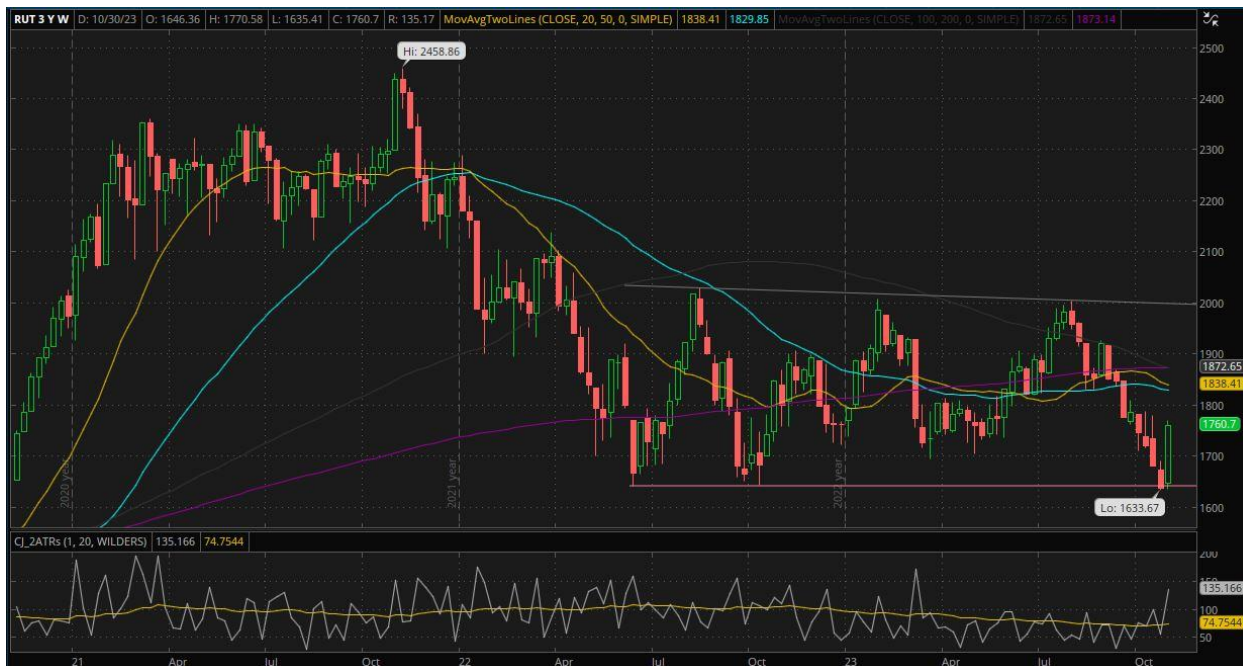 RUT 3 Y W D: 10/30/23 O: 1646.36 H: 1770.58 L: 1635.41 C: 1760.7 R: 135.17 MovAvgTwoLines (CLOSE, 20, 50, 0, SIMPLE) 1838.41 1829.85 MovAvgTwoLines (CLOSE, 100, 200, 0, SIMPLE) 1872.65 1873.14
Hi: 2458.86
2500
2400
2300
2200
2100
2000
1900
1872.65
1838.41
1800
1760.7
1700
1600
2020 year
2021 year
2022 year
Lo: 1633.67
CJ_2ATRs (1, 20, WILDERS) 135.166 74.7544
200
150
135.166
100
74.7544
50
21 Apr Jul Oct 22 Apr Jul Oct 23 Apr Jul Oct